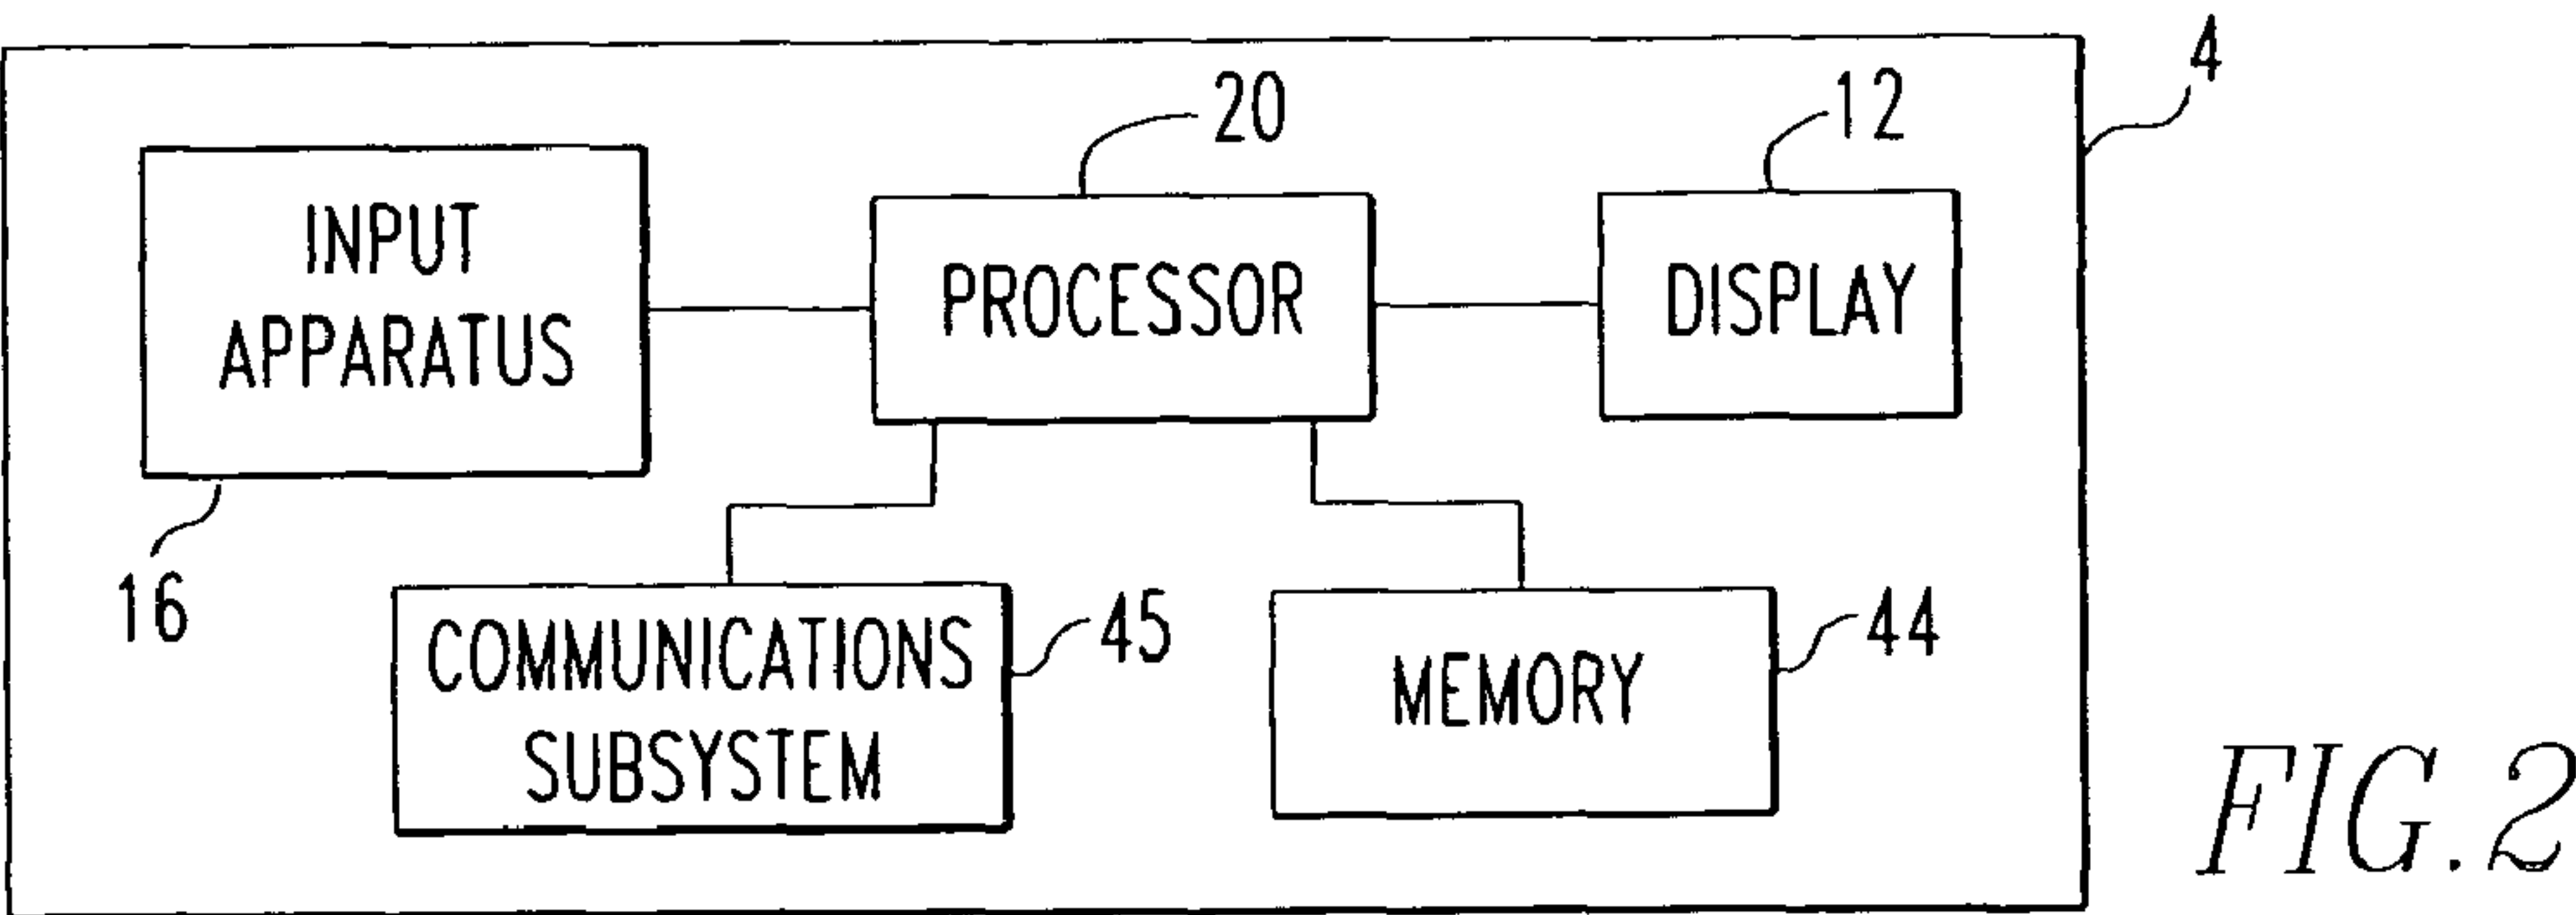 4
20
12
INPUT
APPARATUS
PROCESSOR
DISPLAY
16
COMMUNICATIONS
SUBSYSTEM
45
MEMORY
44
FIG.2